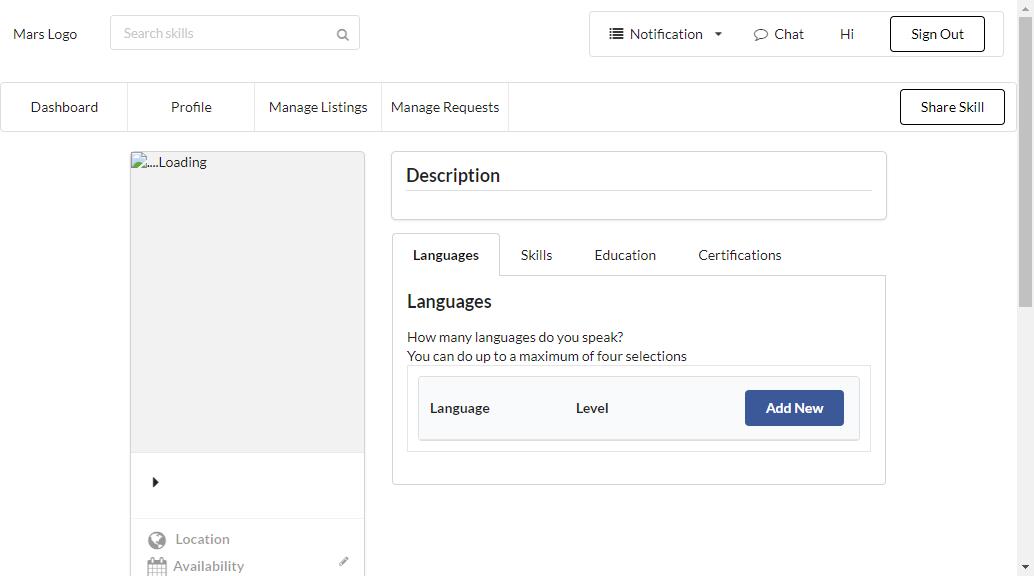 Mars Logo
Search skills
Notification
Chat
Hi
Sign Out
Dashboard
Profile
Manage Listings
Manage Requests
Share Skill
....Loading
Description
Languages
Skills
Education
Certifications
Languages
How many languages do you speak?
You can do up to a maximum of four selections
Language
Level
Add New
Location
Availability